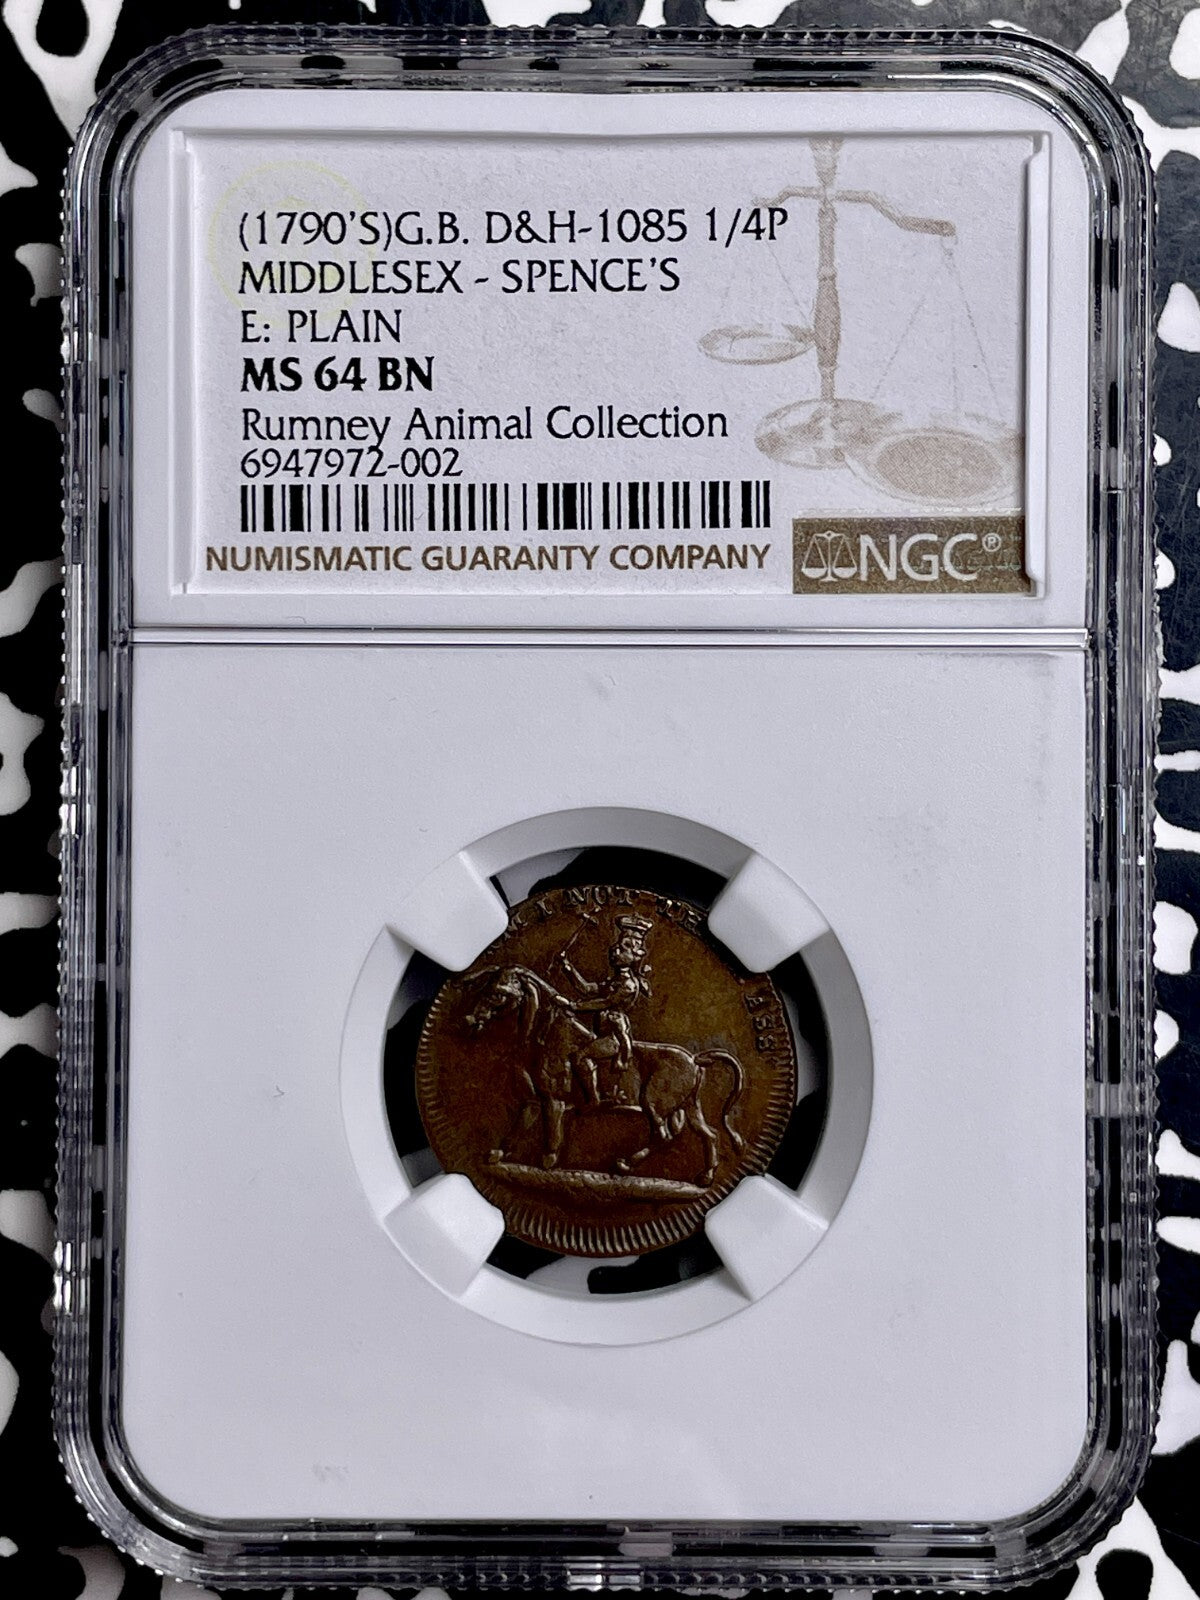 (1790'S)G.B. D&H-1085 1/4P
MIDDLESEX - SPENCE'S
E: PLAIN
MS 64 BN
Rumney Animal Collection
6947972-002
NUMISMATIC GUARANTY COMPANY
NGC®
I NOT